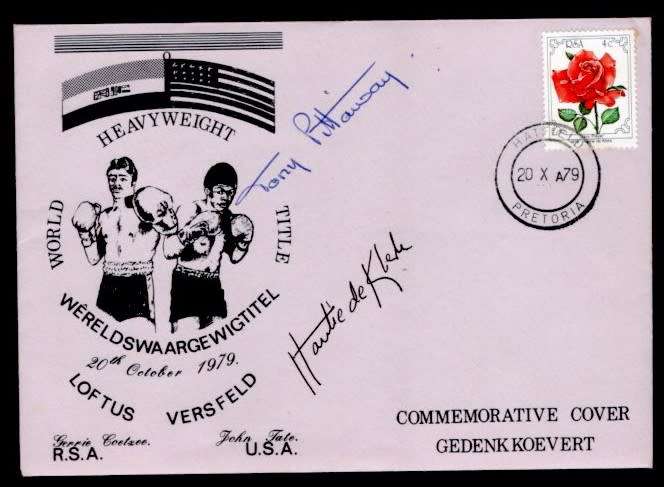 HEAVYWEIGHT
WORLD
TITLE
WÊRELDSWAARGEWIGTITEL
20th October 1979.
LOFTUS VERSFELD
Gerrie Coetzee.
R.S.A.
John Tate.
U.S.A.
Tony Pittaway
Hantie de Klerk
RSA 4c
HATFIELD
20 X A79
PRETORIA
COMMEMORATIVE COVER
GEDENKKOEVERT